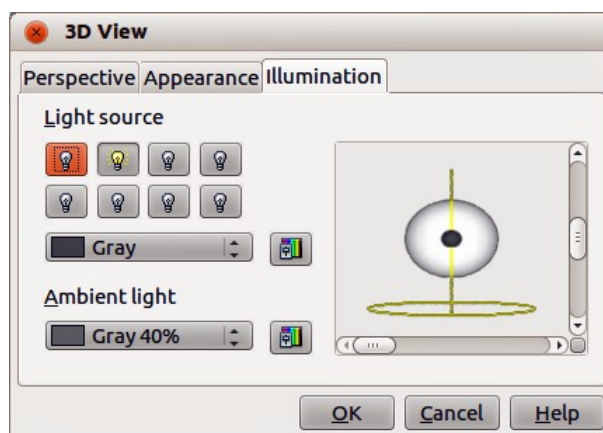 3D View
Perspective Appearance Illumination
Light source
Gray
Ambient light
Gray 40%
OK Cancel Help